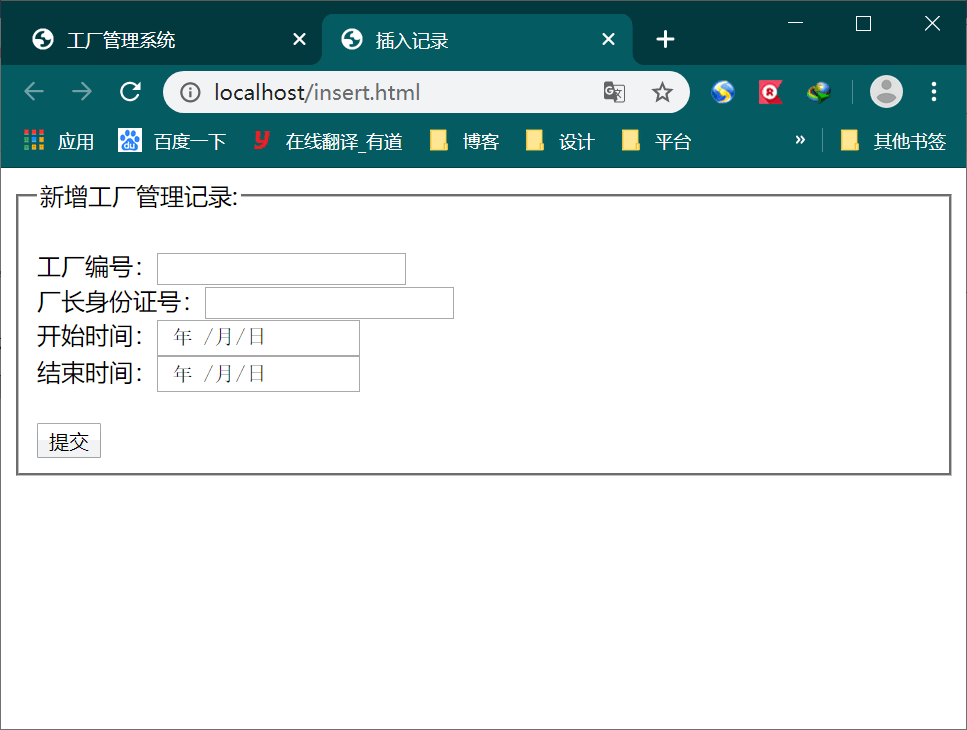 工厂管理系统
插入记录
localhost/insert.html
应用 百度一下 在线翻译_有道 博客 设计 平台 » 其他书签
新增工厂管理记录:
工厂编号：
厂长身份证号：
开始时间： 年 /月/日
结束时间： 年 /月/日
提交